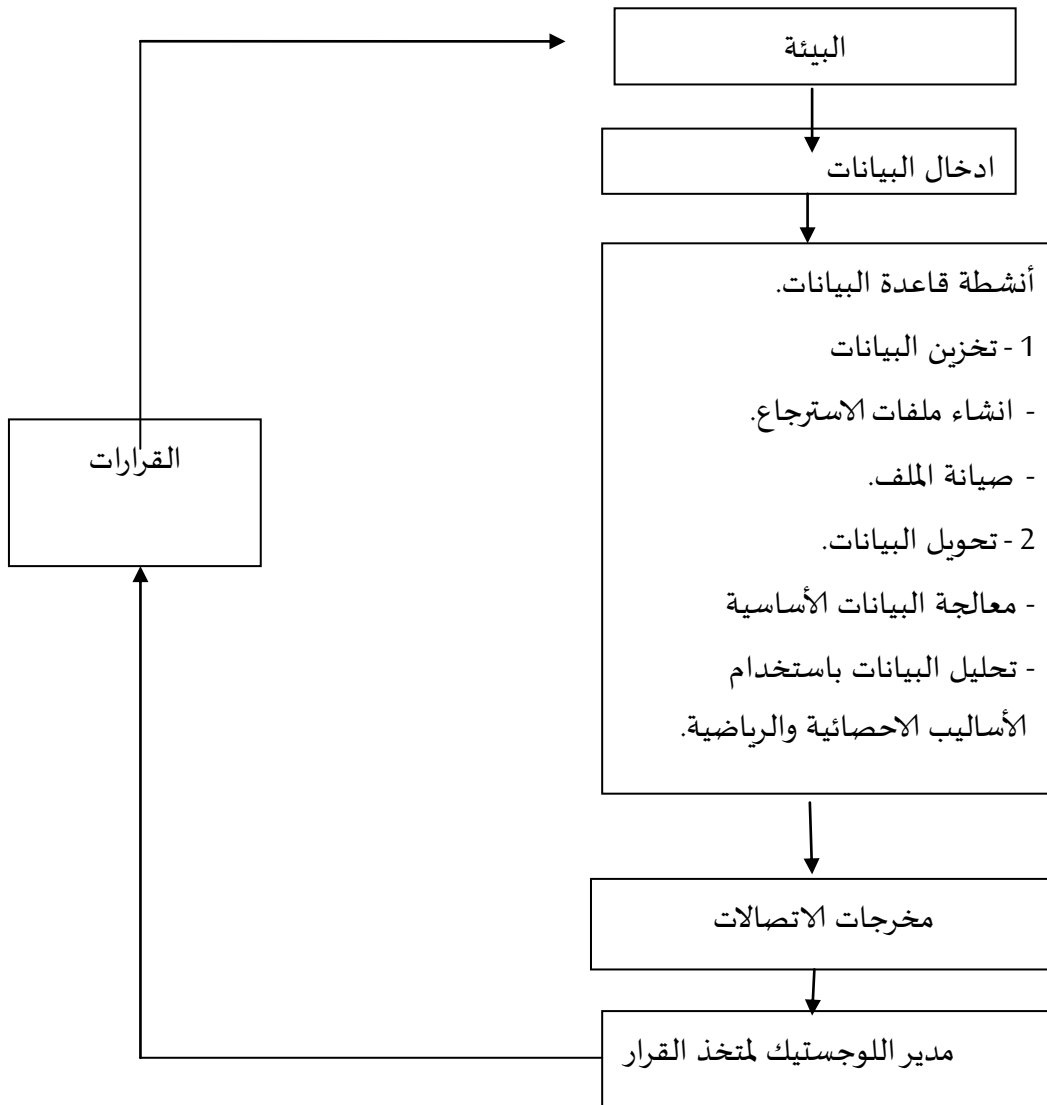 البيئة
ادخال البيانات
أنشطة قاعدة البيانات.
1 - تخزين البيانات
- انشاء ملفات الاسترجاع.
- صيانة الملف.
2 - تحويل البيانات.
- معالجة البيانات الأساسية
- تحليل البيانات باستخدام
الأساليب الاحصائية والرياضية.
مخرجات الاتصالات
مدير اللوجستيك لمتخذ القرار
القرارات